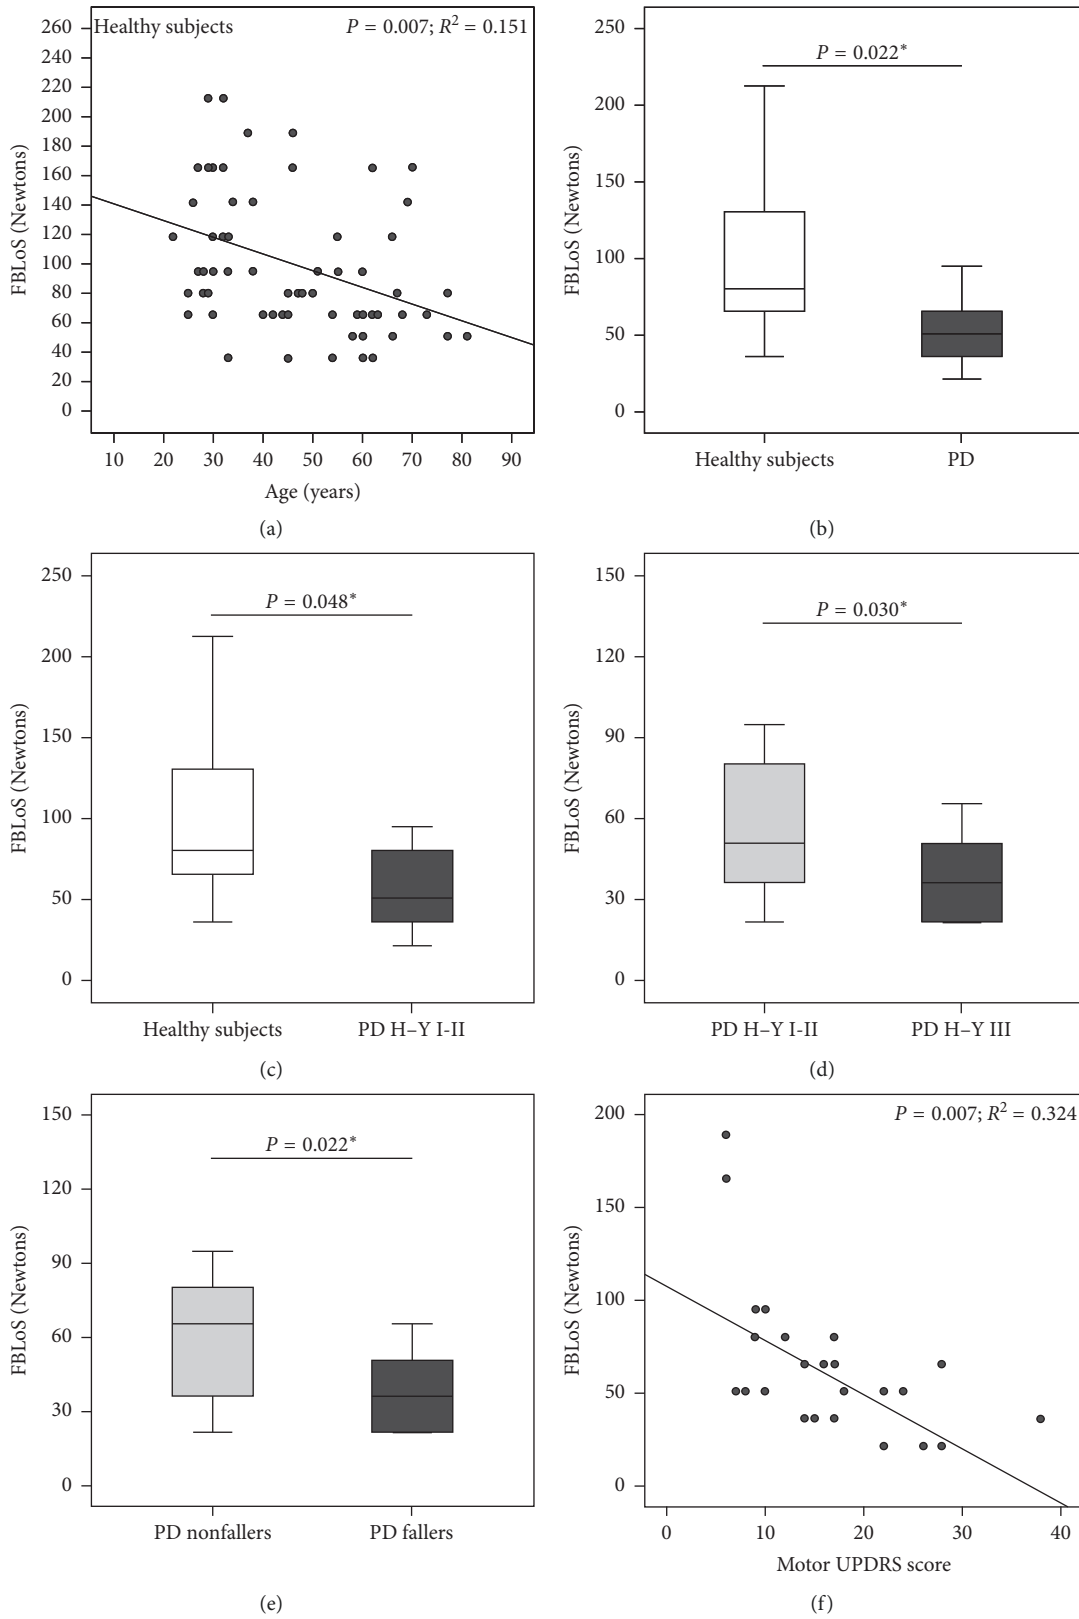 Healthy subjects P = 0.007; R² = 0.151
260
240
220
200
180
160
140
120
100
80
60
40
20
0
FBLoS (Newtons)
10 20 30 40 50 60 70 80 90
Age (years)
(a)
P = 0.022*
250
200
150
100
50
0
FBLoS (Newtons)
Healthy subjects PD
(b)
P = 0.048*
250
200
150
100
50
0
FBLoS (Newtons)
Healthy subjects PD H–Y I-II
(c)
P = 0.030*
150
120
90
60
30
0
FBLoS (Newtons)
PD H–Y I-II PD H–Y III
(d)
P = 0.022*
150
120
90
60
30
0
FBLoS (Newtons)
PD nonfallers PD fallers
(e)
P = 0.007; R² = 0.324
200
150
100
50
0
FBLoS (Newtons)
0 10 20 30 40
Motor UPDRS score
(f)